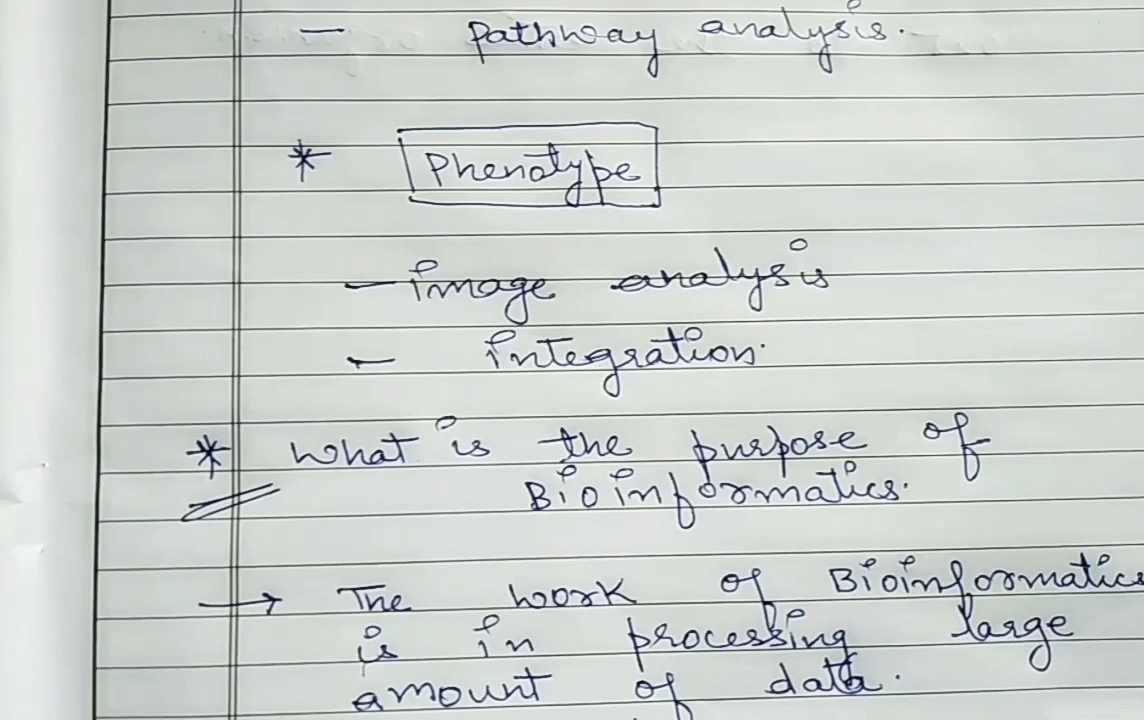 — Pathway analysis.
* Phenotype
— image analysis
— integration.
* What is the purpose of
Bioinformatics.
→ The work of Bioinformatics
is in processing large
amount of data.